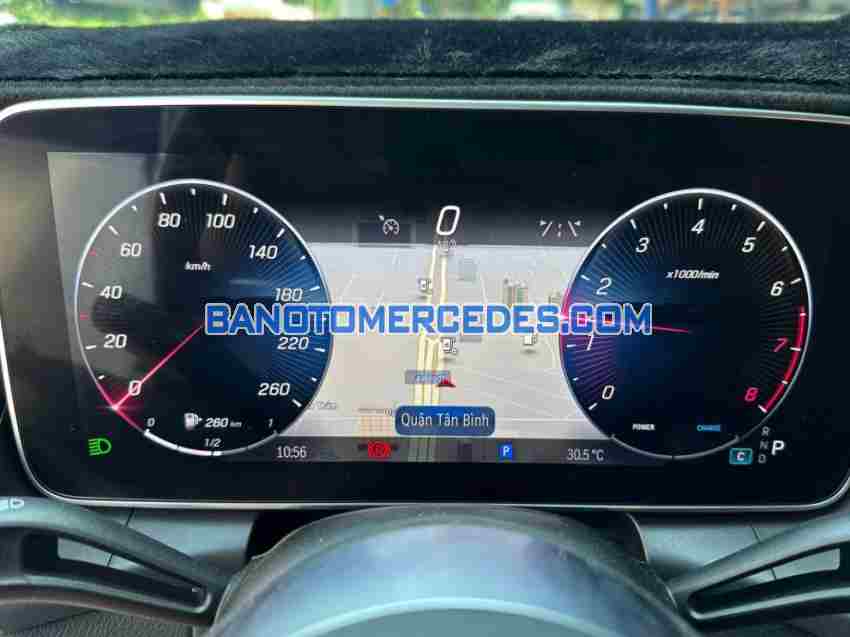 0
20
40
60
80
100
140
180
220
260
km/h
0
1/2
1
260 km
10:56
0
BANOTOMERCEDES.COM
Quận Tân Bình
P
30.5 °C
0
1
2
3
4
5
6
7
8
x1000/min
POWER
CHARGE
R
N
D
P
C